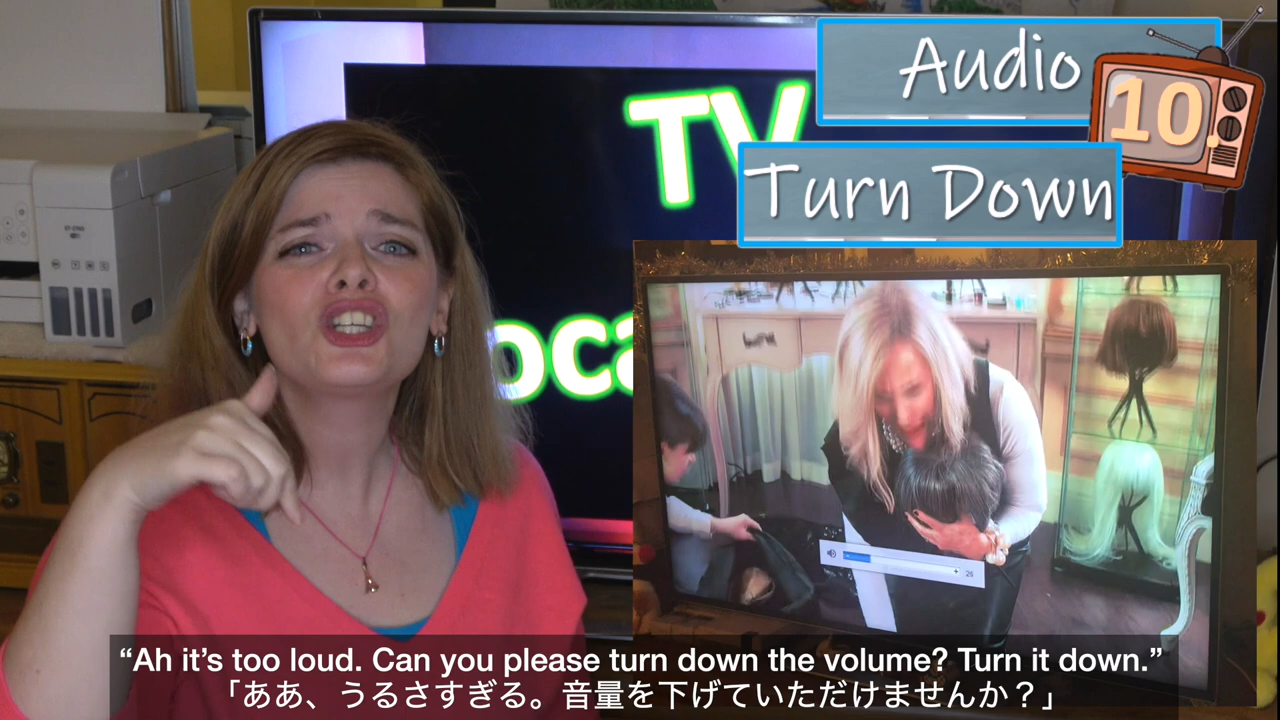 Audio
10
Turn Down
TV
oca
26
“Ah it’s too loud. Can you please turn down the volume? Turn it down.”
「ああ、うるさすぎる。音量を下げていただけませんか？」